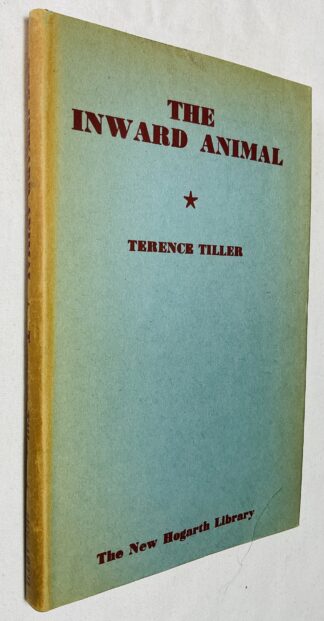 THE
INWARD ANIMAL
★
TERENCE TILLER
The New Hogarth Library